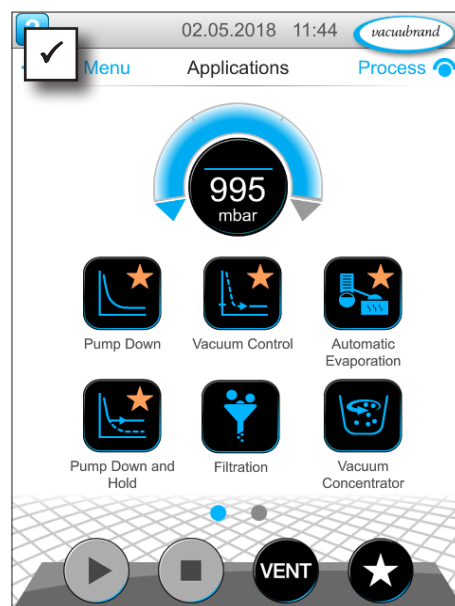 02.05.2018 11:44 vacuubrand
Menu Applications Process
995
mbar
Pump Down Vacuum Control Automatic Evaporation
Pump Down and Hold Filtration Vacuum Concentrator
VENT